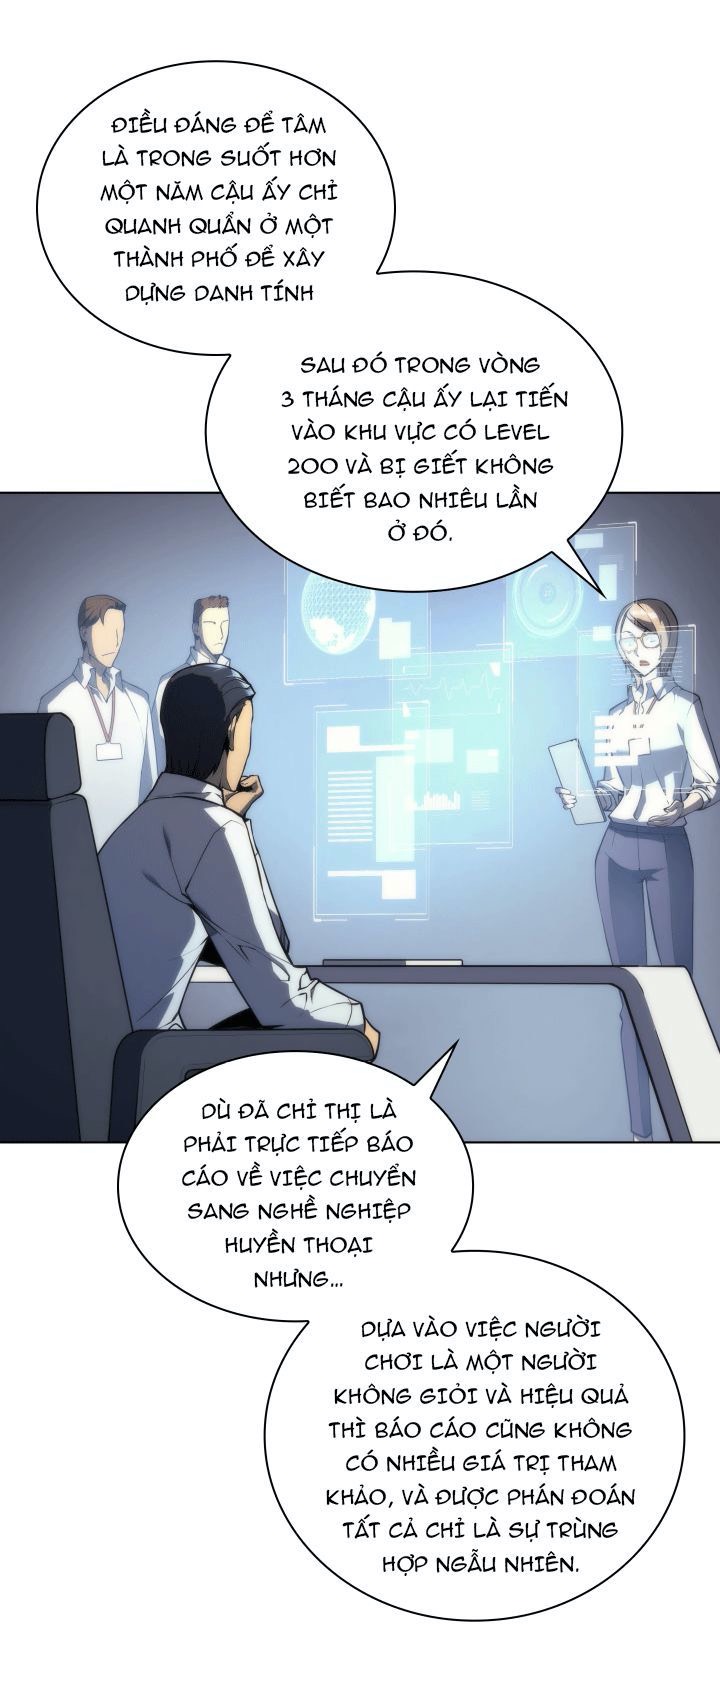 ĐIỀU ĐÁNG ĐỂ TÂM
LÀ TRONG SUỐT HƠN
MỘT NĂM CẬU ẤY CHỈ
QUANH QUẨN Ở MỘT
THÀNH PHỐ ĐỂ XÂY
DỰNG DANH TÍNH
SAU ĐÓ TRONG VÒNG
3 THÁNG CẬU ẤY LẠI TIẾN
VÀO KHU VỰC CÓ LEVEL
200 VÀ BỊ GIẾT KHÔNG
BIẾT BAO NHIÊU LẦN
Ở ĐÓ.
DÙ ĐÃ CHỈ THỊ LÀ
PHẢI TRỰC TIẾP BÁO
CÁO VỀ VIỆC CHUYỂN
SANG NGHỀ NGHIỆP
HUYỀN THOẠI
NHƯNG...
DỰA VÀO VIỆC NGƯỜI
CHƠI LÀ MỘT NGƯỜI
KHÔNG GIỎI VÀ HIỆU QUẢ
THÌ BÁO CÁO CŨNG KHÔNG
CÓ NHIỀU GIÁ TRỊ THAM
KHẢO, VÀ ĐƯỢC PHÁN ĐOÁN
TẤT CẢ CHỈ LÀ SỰ TRÙNG
HỢP NGẪU NHIÊN.